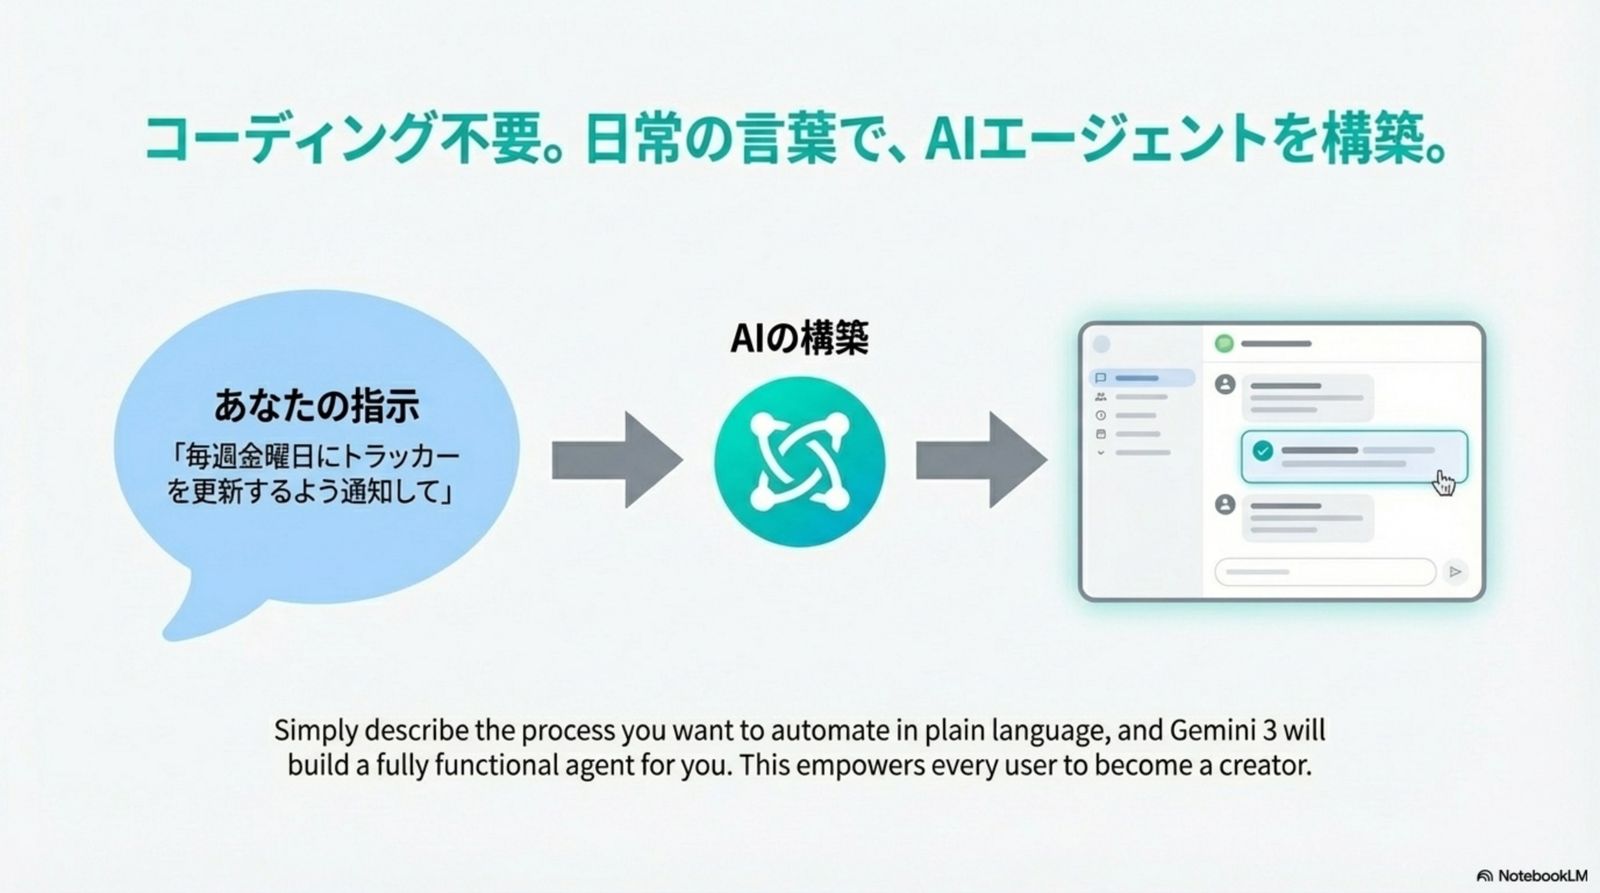 コーディング不要。日常の言葉で、AIエージェントを構築。
あなたの指示
「毎週金曜日にトラッカー
を更新するよう通知して」
AIの構築
Simply describe the process you want to automate in plain language, and Gemini 3 will
build a fully functional agent for you. This empowers every user to become a creator.
NotebookLM